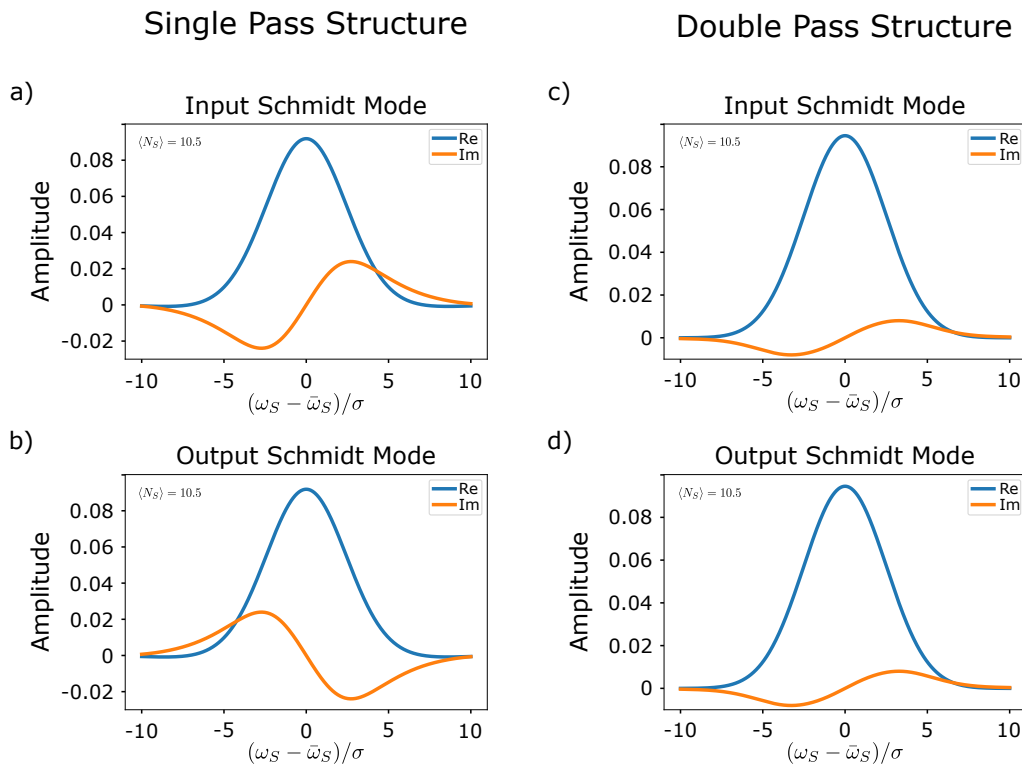 Single Pass Structure
Double Pass Structure
a)
Input Schmidt Mode
⟨N_S⟩ = 10.5
Re
Im
0.08
0.06
0.04
0.02
0
-0.02
Amplitude
-10
-5
0
5
10
(ω_S − ω̄_S)/σ
b)
Output Schmidt Mode
⟨N_S⟩ = 10.5
Re
Im
0.08
0.06
0.04
0.02
0
-0.02
Amplitude
-10
-5
0
5
10
(ω_S − ω̄_S)/σ
c)
Input Schmidt Mode
⟨N_S⟩ = 10.5
Re
Im
0.08
0.06
0.04
0.02
0
Amplitude
-10
-5
0
5
10
(ω_S − ω̄_S)/σ
d)
Output Schmidt Mode
⟨N_S⟩ = 10.5
Re
Im
0.08
0.06
0.04
0.02
0
Amplitude
-10
-5
0
5
10
(ω_S − ω̄_S)/σ